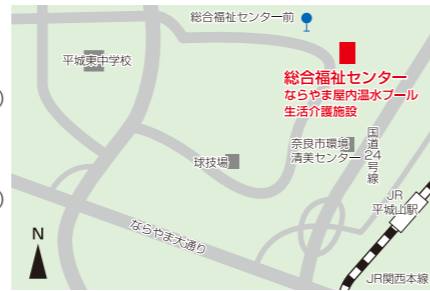 総合福祉センター前
平城東中学校
総合福祉センター
ならやま屋内温水プール
生活介護施設
奈良市環境
清美センター
国道24号線
球技場
JR
平城山駅
ならやま大通り
N
JR関西本線
)
)